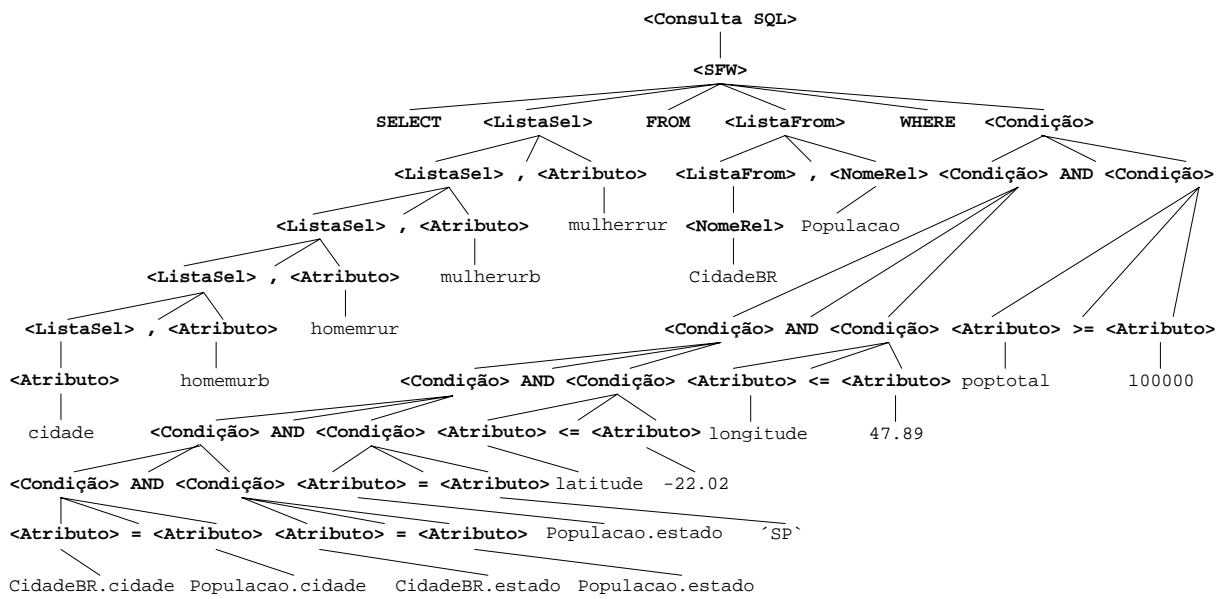 <Consulta SQL>
<SFW>
SELECT <ListaSel> FROM <ListaFrom> WHERE <Condição>
<ListaSel> , <Atributo> <ListaFrom> , <NomeRel> <Condição> AND <Condição>
<ListaSel> , <Atributo> mulherrur <NomeRel> Populacao
<ListaSel> , <Atributo> mulherurb CidadeBR
<ListaSel> , <Atributo> homemrur <Condição> AND <Condição> <Atributo> >= <Atributo>
<Atributo> homemurb <Condição> AND <Condição> <Atributo> <= <Atributo> poptotal 100000
cidade <Condição> AND <Condição> <Atributo> <= <Atributo> longitude 47.89
<Condição> AND <Condição> <Atributo> = <Atributo> latitude -22.02
<Atributo> = <Atributo> <Atributo> = <Atributo> Populacao.estado ´SP`
CidadeBR.cidade Populacao.cidade CidadeBR.estado Populacao.estado